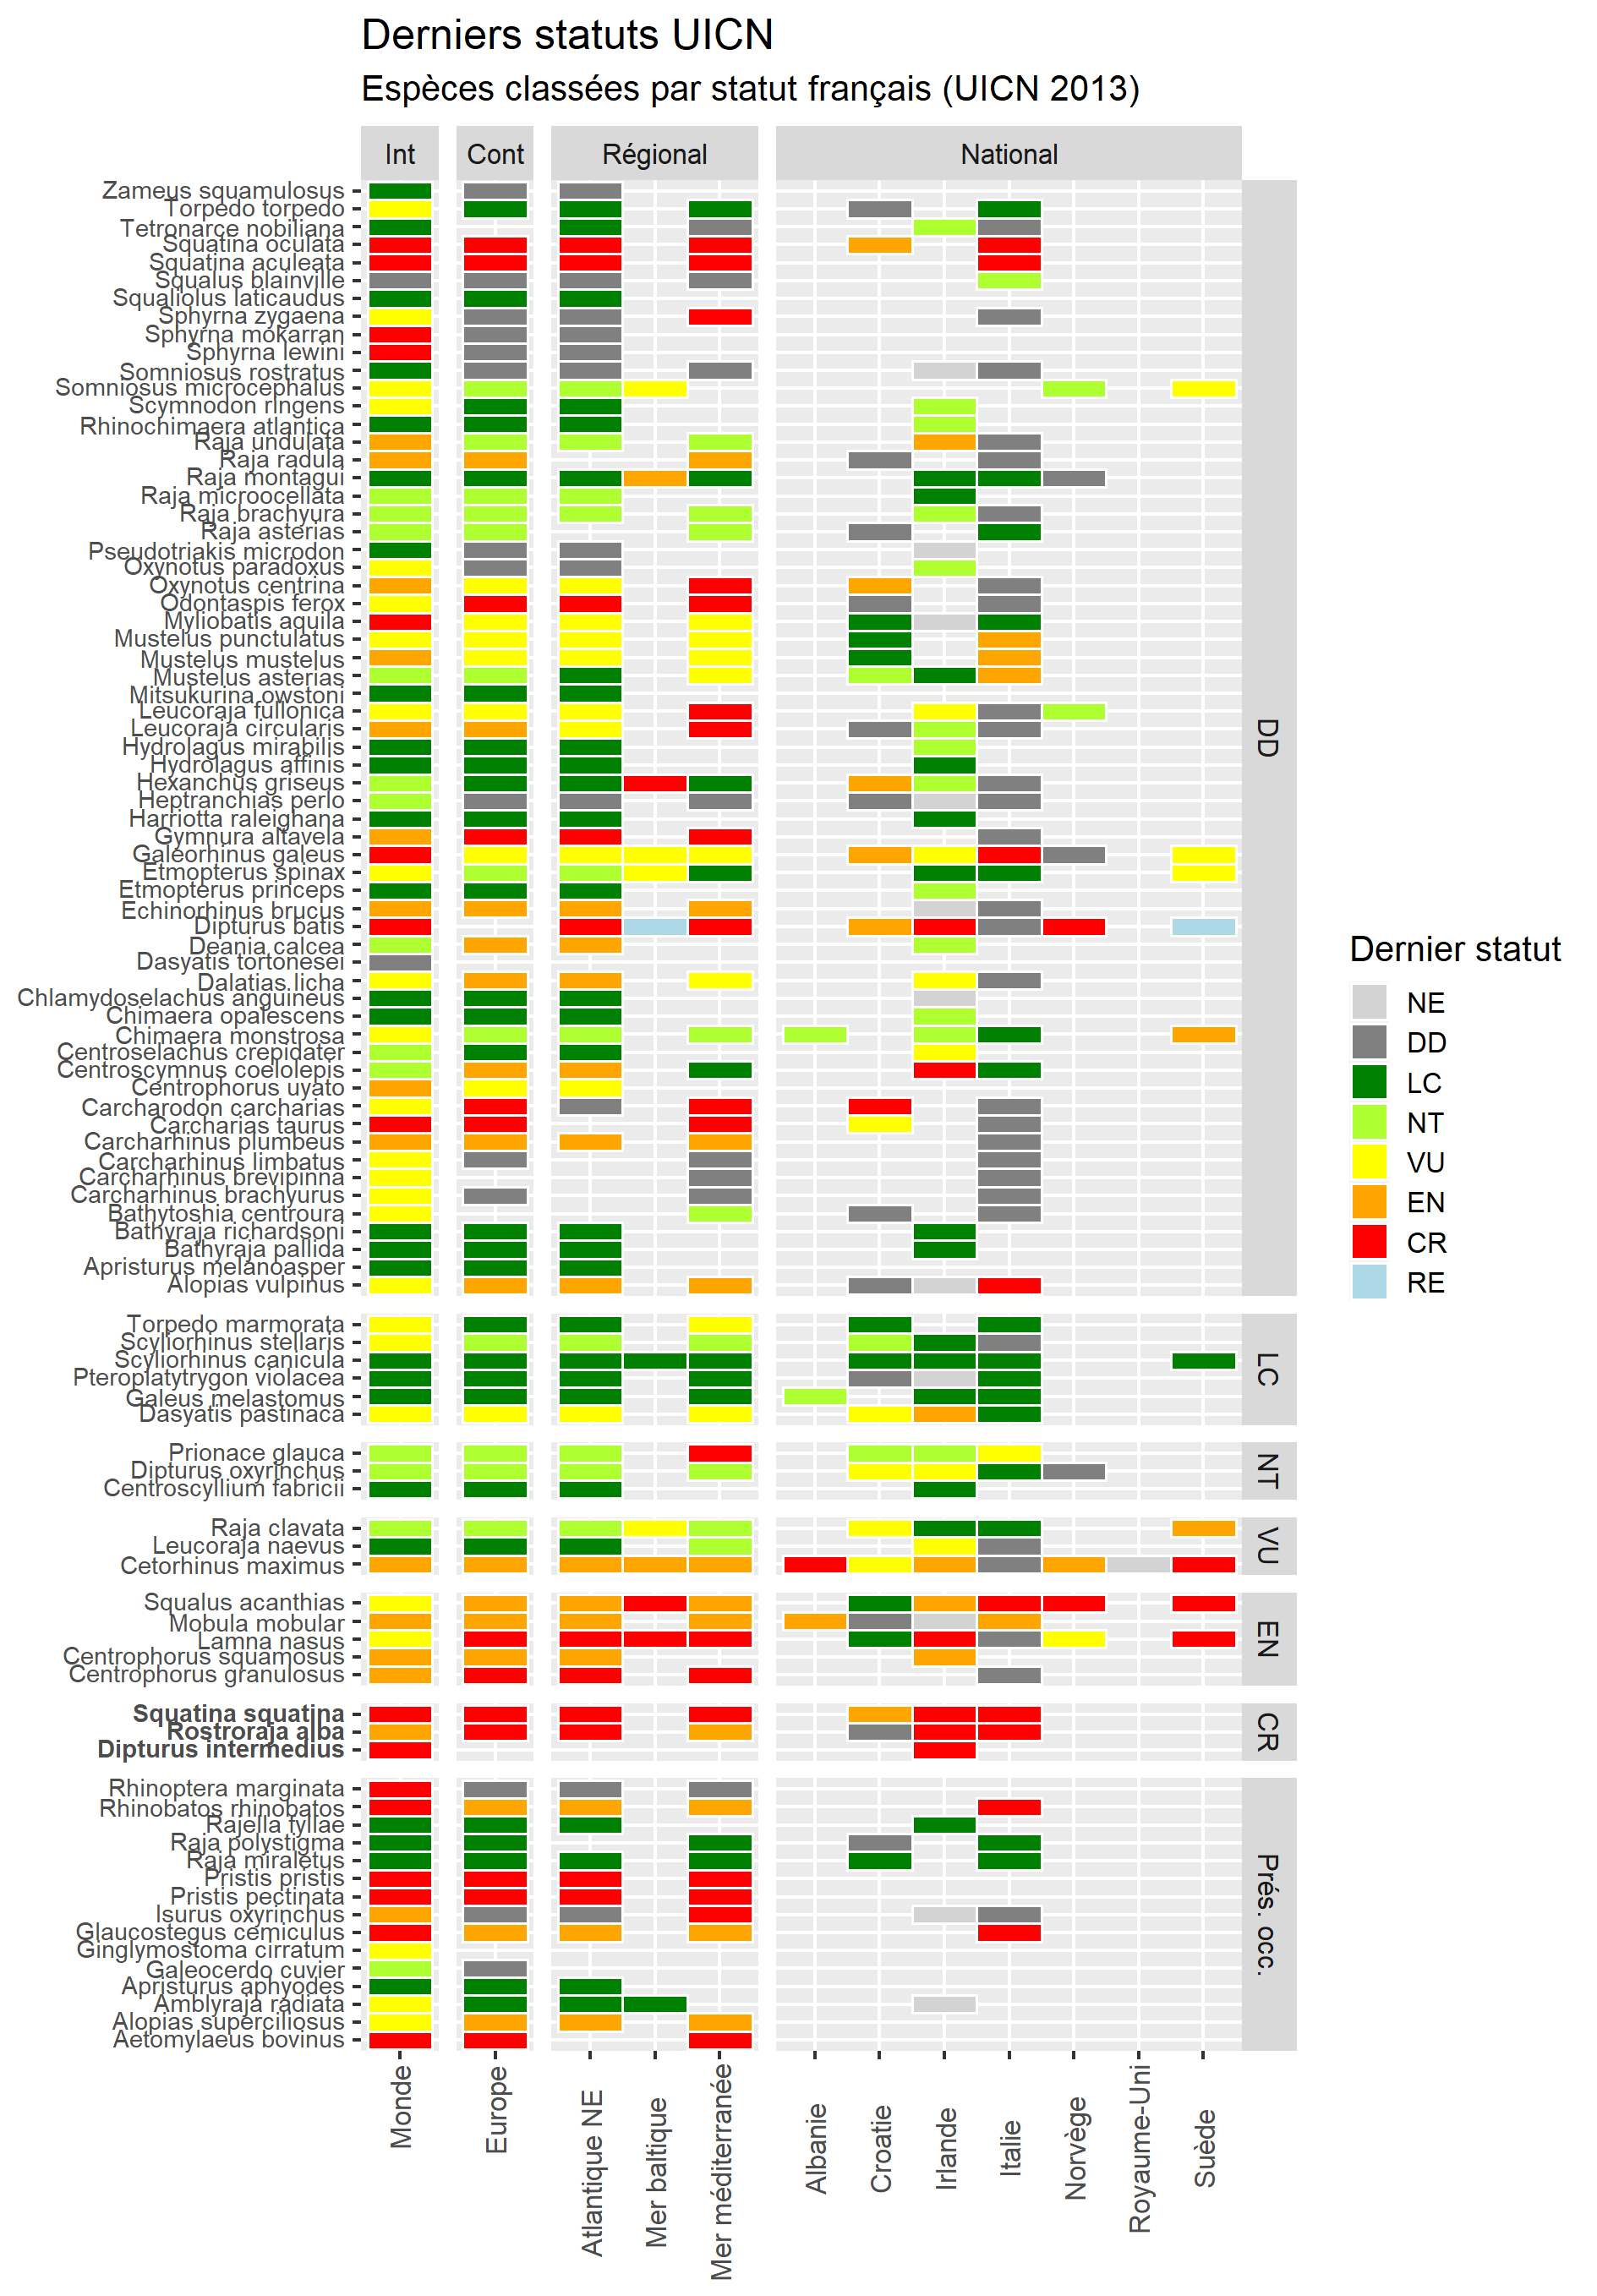 Derniers statuts UICN
Espèces classées par statut français (UICN 2013)
Int
Cont
Régional
National
Zameus squamulosus
Torpedo torpedo
Tetronarce nobiliana
Squatina oculata
Squatina aculeata
Squalus blainville
Squaliolus laticaudus
Sphyrna zygaena
Sphyrna mokarran
Sphyrna lewini
Somniosus rostratus
Somniosus microcephalus
Scymnodon ringens
Rhinochimaera atlantica
Raja undulata
Raja radula
Raja montagui
Raja microocellata
Raja brachyura
Raja asterias
Pseudotriakis microdon
Oxynotus paradoxus
Oxynotus centrina
Odontaspis ferox
Myliobatis aquila
Mustelus punctulatus
Mustelus mustelus
Mustelus asterias
Mitsukurina owstoni
Leucoraja fullonica
Leucoraja circularis
Hydrolagus mirabilis
Hydrolagus affinis
Hexanchus griseus
Heptranchias perlo
Harriotta raleighana
Gymnura altavela
Galeorhinus galeus
Etmopterus spinax
Etmopterus princeps
Echinorhinus brucus
Dipturus batis
Deania calcea
Dasyatis tortonesei
Dalatias licha
Chlamydoselachus anguineus
Chimaera opalescens
Chimaera monstrosa
Centroselachus crepidater
Centroscymnus coelolepis
Centrophorus uyato
Carcharodon carcharias
Carcharias taurus
Carcharhinus plumbeus
Carcharhinus limbatus
Carcharhinus brevipinna
Carcharhinus brachyurus
Bathytoshia centroura
Bathyraja richardsoni
Bathyraja pallida
Apristurus melanoasper
Alopias vulpinus
DD
Torpedo marmorata
Scyliorhinus stellaris
Scyliorhinus canicula
Pteroplatytrygon violacea
Galeus melastomus
Dasyatis pastinaca
LC
Prionace glauca
Dipturus oxyrinchus
Centroscyllium fabricii
NT
Raja clavata
Leucoraja naevus
Cetorhinus maximus
VU
Squalus acanthias
Mobula mobular
Lamna nasus
Centrophorus squamosus
Centrophorus granulosus
EN
Squatina squatina
Rostroraja alba
Dipturus intermedius
CR
Rhinoptera marginata
Rhinobatos rhinobatos
Rajella fyllae
Raja polystigma
Raja miraletus
Pristis pristis
Pristis pectinata
Isurus oxyrinchus
Glaucostegus cemiculus
Ginglymostoma cirratum
Galeocerdo cuvier
Apristurus aphyodes
Amblyraja radiata
Alopias superciliosus
Aetomylaeus bovinus
Prés. occ.
Monde
Europe
Atlantique NE
Mer baltique
Mer méditerranée
Albanie
Croatie
Irlande
Italie
Norvège
Royaume-Uni
Suède
Dernier statut
NE
DD
LC
NT
VU
EN
CR
RE